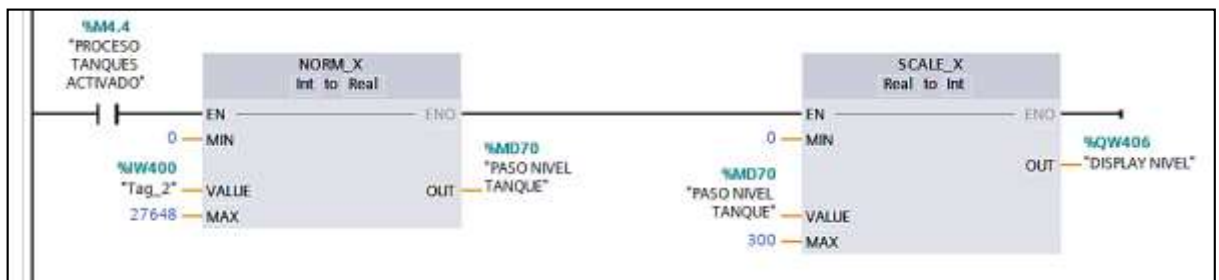 %M4.4
"PROCESO
TANQUES
ACTIVADO"
NORM_X
Int to Real
EN
ENO
0
MIN
%IW400
"Tag_2"
VALUE
27648
MAX
%MD70
"PASO NIVEL
TANQUE"
OUT
SCALE_X
Real to Int
EN
ENO
0
MIN
%MD70
"PASO NIVEL
TANQUE"
VALUE
300
MAX
%QW406
"DISPLAY NIVEL"
OUT